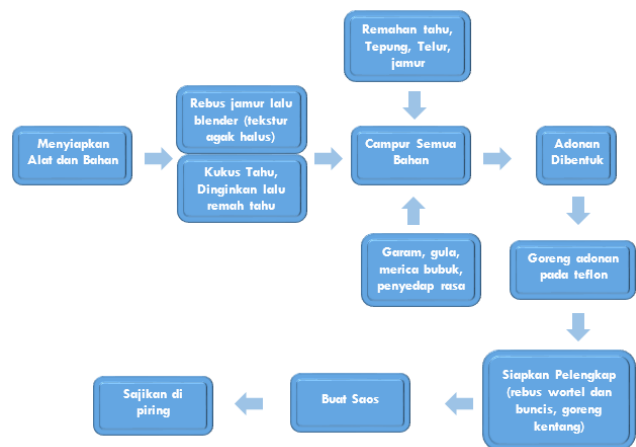 Menyiapkan
Alat dan Bahan
Rebus jamur lalu
blender (tekstur
agak halus)
Kukus Tahu,
Dinginkan lalu
remah tahu
Remahan tahu,
Tepung, Telur,
jamur
Campur Semua
Bahan
Garam, gula,
merica bubuk,
penyedap rasa
Adonan
Dibentuk
Goreng adonan
pada teflon
Siapkan Pelengkap
(rebus wortel dan
buncis, goreng
kentang)
Buat Saos
Sajikan di
piring